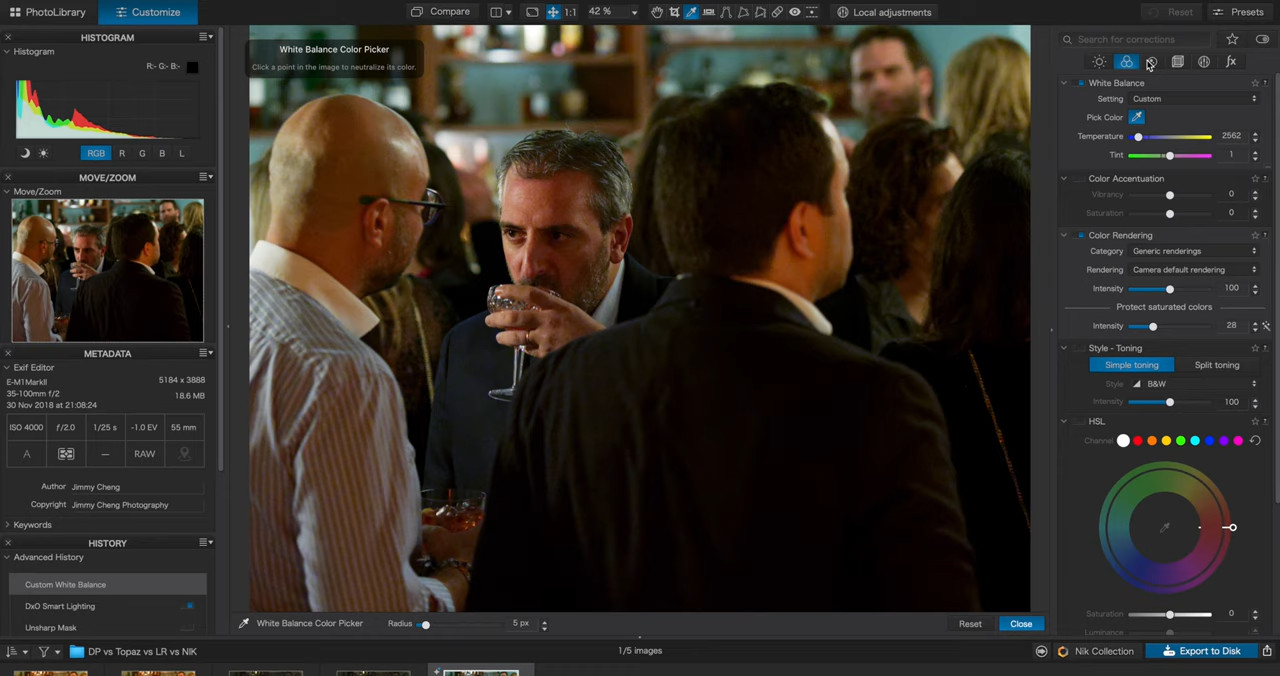 PhotoLibrary
Customize
Compare
1:1
42 %
Local adjustments
Reset
Presets
HISTOGRAM
Histogram
R:- G:- B:-
RGB R G B L
MOVE/ZOOM
Move/Zoom
METADATA
Exif Editor
E-M1MarkII 5184 x 3888
35-100mm f/2 18.6 MB
30 Nov 2018 at 21:08:24
ISO 4000 f/2.0 1/25 s -1.0 EV 55 mm
A — RAW
Author Jimmy Cheng
Copyright Jimmy Cheng Photography
Keywords
HISTORY
Advanced History
Custom White Balance
DxO Smart Lighting
Unsharp Mask
White Balance Color Picker
Click a point in the image to neutralize its color.
White Balance Color Picker Radius 5 px Reset Close
Search for corrections
fx
White Balance
Setting Custom
Pick Color
Temperature 2562
Tint 1
Color Accentuation
Vibrancy 0
Saturation 0
Color Rendering
Category Generic renderings
Rendering Camera default rendering
Intensity 100
Protect saturated colors
Intensity 28
Style - Toning
Simple toning Split toning
Style B&W
Intensity 100
HSL
Channel
Saturation 0
Luminance
DP vs Topaz vs LR vs NIK
1/5 images
Nik Collection
Export to Disk